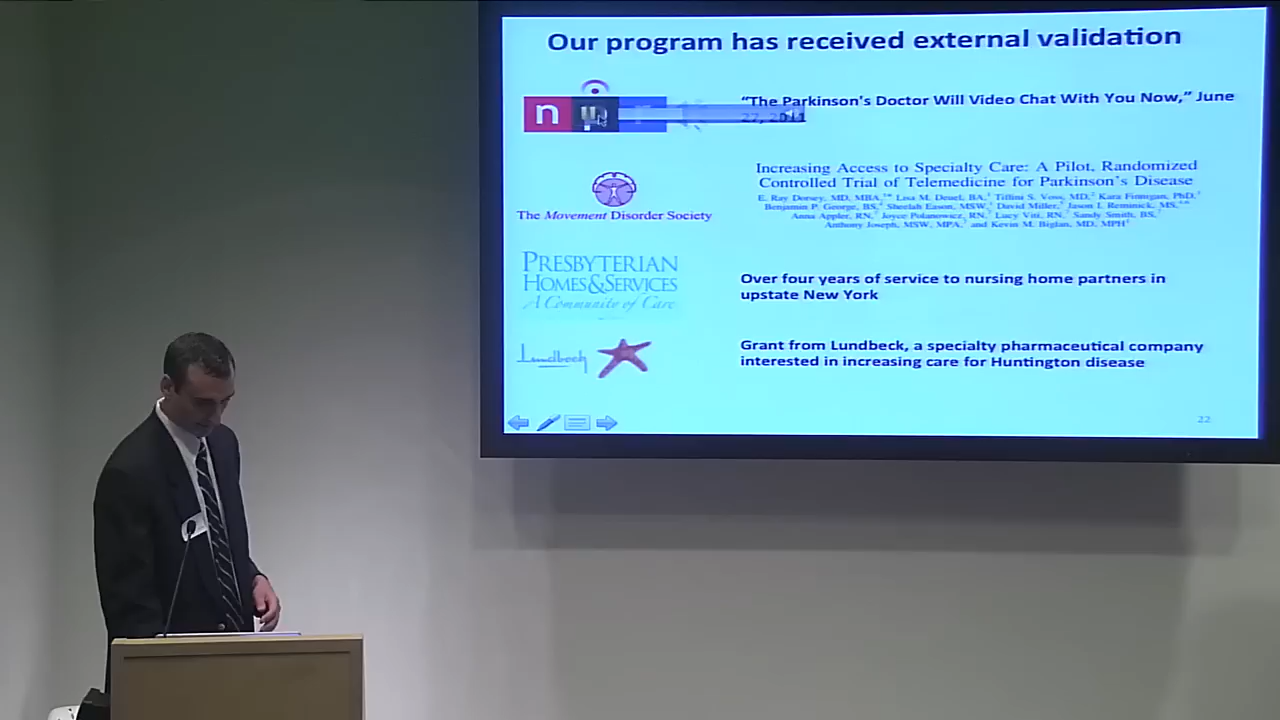 Our program has received external validation
n
"The Parkinson's Doctor Will Video Chat With You Now," June
27, 2011
The Movement Disorder Society
Increasing Access to Specialty Care: A Pilot, Randomized
Controlled Trial of Telemedicine for Parkinson's Disease
E. Ray Dorsey, MD, MBA, Lisa M. Deuel, BA, Tiffini S. Voss, MD, Kara Finnigan, PhD,
Benjamin P. George, BS, Sheelah Eason, MSW, David Miller, Jason I. Reminick, MS,
Anna Appler, RN, Joyce Polanowicz, RN, Lucy Viti, RN, Sandy Smith, BS,
Anthony Joseph, MSW, MPA, and Kevin M. Biglan, MD, MPH
PRESBYTERIAN
HOMES&SERVICES
A Community of Care
Over four years of service to nursing home partners in
upstate New York
Lundbeck
Grant from Lundbeck, a specialty pharmaceutical company
interested in increasing care for Huntington disease
22